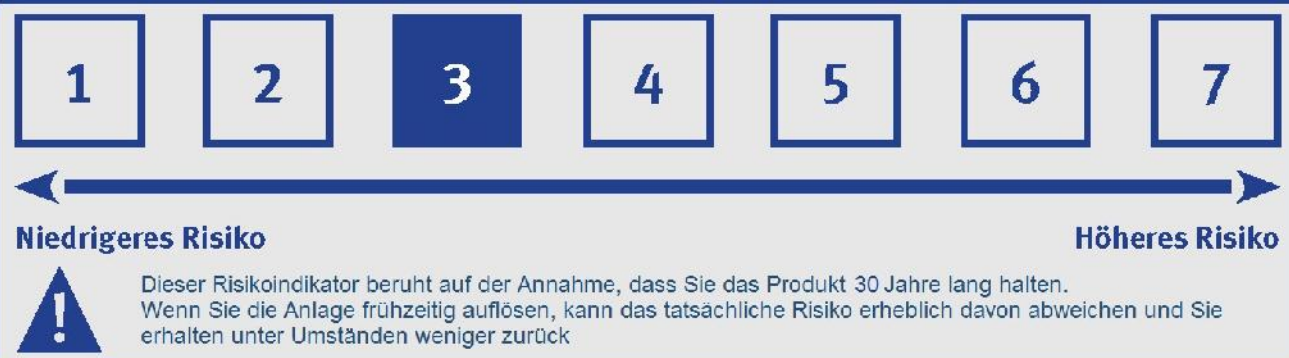 1 2 3 4 5 6 7
Niedrigeres Risiko Höheres Risiko
!
Dieser Risikoindikator beruht auf der Annahme, dass Sie das Produkt 30 Jahre lang halten.
Wenn Sie die Anlage frühzeitig auflösen, kann das tatsächliche Risiko erheblich davon abweichen und Sie
erhalten unter Umständen weniger zurück